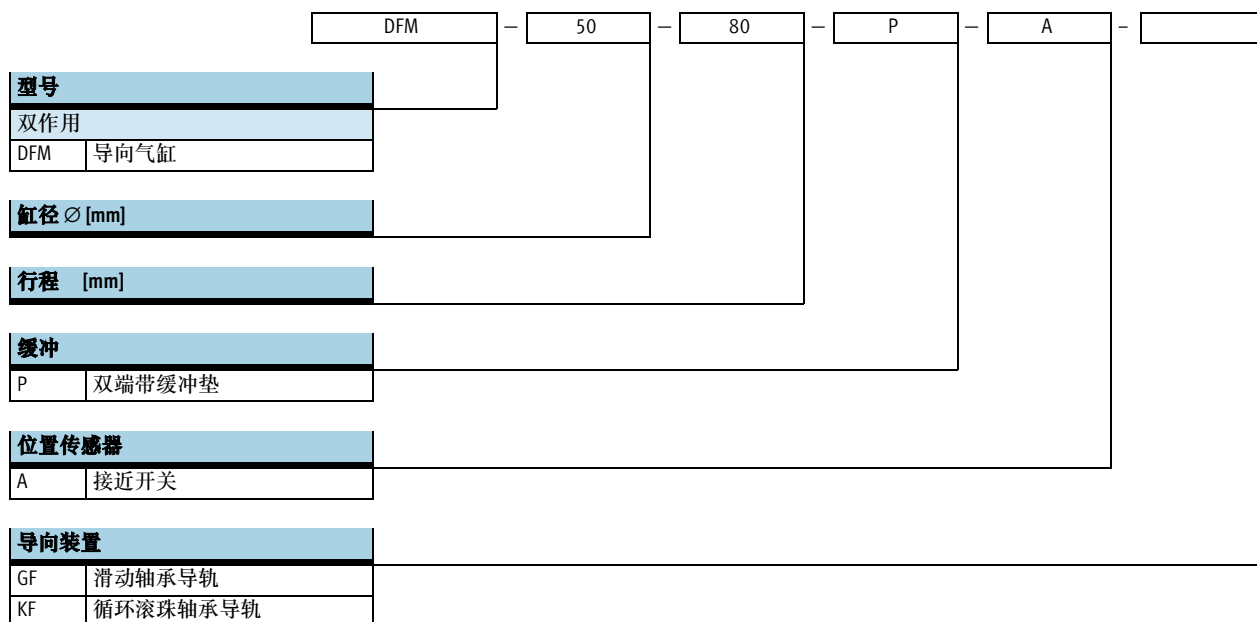 DFM – 50 – 80 – P – A –
型号
双作用
DFM 导向气缸
缸径 ∅ [mm]
行程 [mm]
缓冲
P 双端带缓冲垫
位置传感器
A 接近开关
导向装置
GF 滑动轴承导轨
KF 循环滚珠轴承导轨